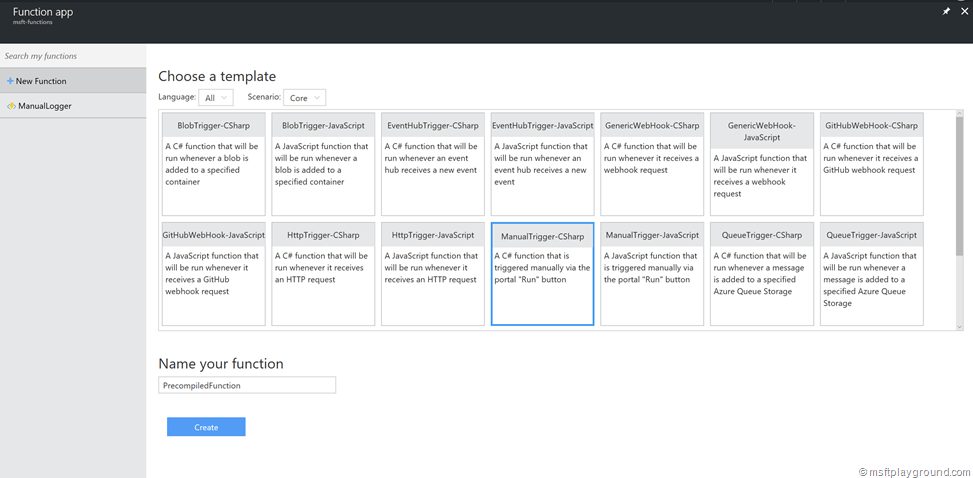 Function app
msft-functions
Search my functions
New Function
ManualLogger
Choose a template
Language: All Scenario: Core
BlobTrigger-CSharp
A C# function that will be
run whenever a blob is
added to a specified
container
BlobTrigger-JavaScript
A JavaScript function that
will be run whenever a
blob is added to a
specified container
EventHubTrigger-CSharp
A C# function that will be
run whenever an event
hub receives a new event
EventHubTrigger-JavaScript
A JavaScript function that
will be run whenever an
event hub receives a new
event
GenericWebHook-CSharp
A C# function that will be
run whenever it receives a
webhook request
GenericWebHook-
JavaScript
A JavaScript function that
will be run whenever it
receives a webhook
request
GitHubWebHook-CSharp
A C# function that will be
run whenever it receives a
GitHub webhook request
GitHubWebHook-JavaScript
A JavaScript function that
will be run whenever it
receives a GitHub
webhook request
HttpTrigger-CSharp
A C# function that will be
run whenever it receives
an HTTP request
HttpTrigger-JavaScript
A JavaScript function that
will be run whenever it
receives an HTTP request
ManualTrigger-CSharp
A C# function that is
triggered manually via the
portal "Run" button
ManualTrigger-JavaScript
A JavaScript function that
is triggered manually via
the portal "Run" button
QueueTrigger-CSharp
A C# function that will be
run whenever a message
is added to a specified
Azure Queue Storage
QueueTrigger-JavaScript
A JavaScript function that
will be run whenever a
message is added to a
specified Azure Queue
Storage
Name your function
PrecompiledFunction
Create
© msftplayground.com